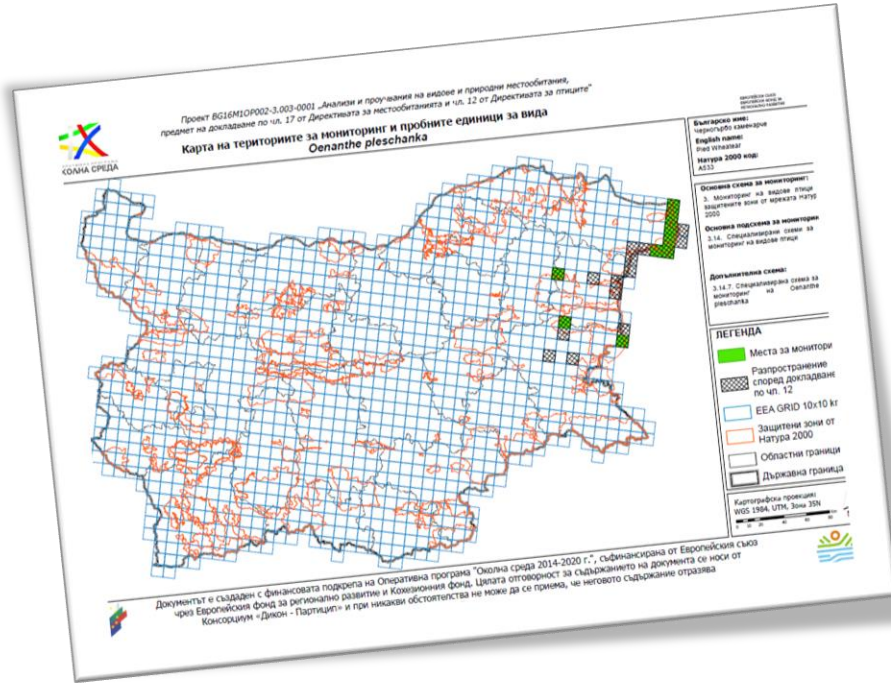 Проект BG16M1OP002-3.003-0001 „Анализи и проучвания на видове и природни местообитания,
предмет на докладване по чл. 17 от Директивата за местообитанията и чл. 12 от Директивата за птиците"
Карта на териториите за мониторинг и пробните единици за вида
Oenanthe pleschanka
КОЛНА СРЕДА
Българско име:
Черногърбо каменарче
English name:
Pied Wheatear
Натура 2000 код:
A533
Основна схема за мониторинг:
3. Мониторинг на видове птици
защитените зони от мрежата Натур
2000
Основна подсхема за мониторин
3.14. Специализирани схеми за
мониторинг на видове птици
Допълнителна схема:
3.14.7. Специализирана схема за
мониторинг на Oenanthe
pleschanka
ЛЕГЕНДА
Места за монитори
Разпространение
според докладване
по чл. 12
EEA GRID 10x10 kr
Защитени зони от
Натура 2000
Областни граници
Държавна граница
Картографска проекция:
WGS 1984, UTM, Зона 35N
Документът е създаден с финансовата подкрепа на Оперативна програма "Околна среда 2014-2020 г.", съфинансирана от Европейския съюз
чрез Европейския фонд за регионално развитие и Кохезионния фонд. Цялата отговорност за съдържанието на документа се носи от
Консорциум «Дикон - Партицип» и при никакви обстоятелства не може да се приема, че неговото съдържание отразява